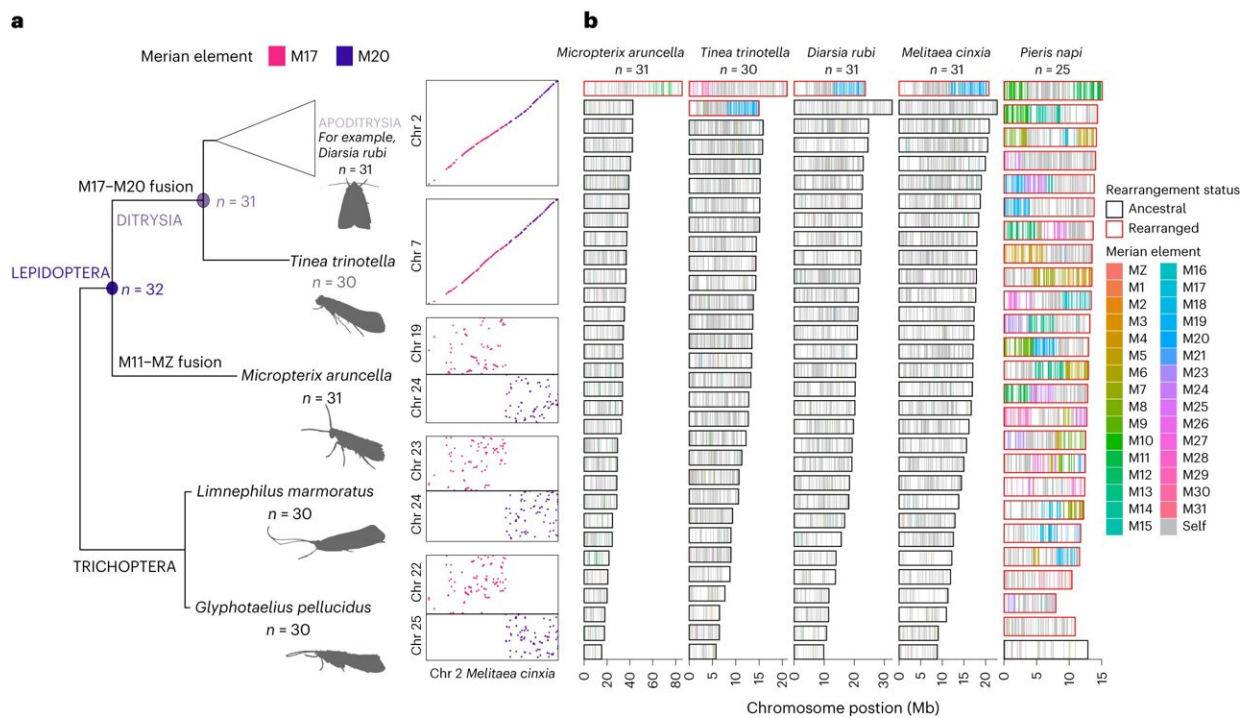 a
Merian element M17 M20
APODITRYSIA
For example,
Diarsia rubi
n = 31
M17–M20 fusion
n = 31
DITRYSIA
Tinea trinotella
n = 30
LEPIDOPTERA
n = 32
M11–MZ fusion
Micropterix aruncella
n = 31
Limnephilus marmoratus
n = 30
TRICHOPTERA
Glyphotaelius pellucidus
n = 30
Chr 2
Chr 7
Chr 19
Chr 24
Chr 23
Chr 24
Chr 22
Chr 25
Chr 2 Melitaea cinxia
b
Micropterix aruncella
n = 31
Tinea trinotella
n = 30
Diarsia rubi
n = 31
Melitaea cinxia
n = 31
Pieris napi
n = 25
0 20 40 60 80
0 5 10 15 20
0 10 20 30
0 5 10 15 20
0 5 10 15
Chromosome postion (Mb)
Rearrangement status
Ancestral
Rearranged
Merian element
MZ M16
M1 M17
M2 M18
M3 M19
M4 M20
M5 M21
M6 M23
M7 M24
M8 M25
M9 M26
M10 M27
M11 M28
M12 M29
M13 M30
M14 M31
M15 Self